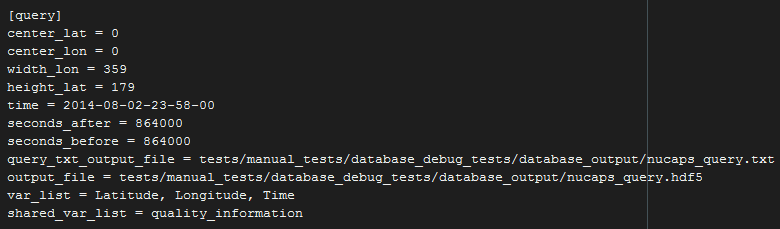 [query]
center_lat = 0
center_lon = 0
width_lon = 359
height_lat = 179
time = 2014-08-02-23-58-00
seconds_after = 864000
seconds_before = 864000
query_txt_output_file = tests/manual_tests/database_debug_tests/database_output/nucaps_query.txt
output_file = tests/manual_tests/database_debug_tests/database_output/nucaps_query.hdf5
var_list = Latitude, Longitude, Time
shared_var_list = quality_information